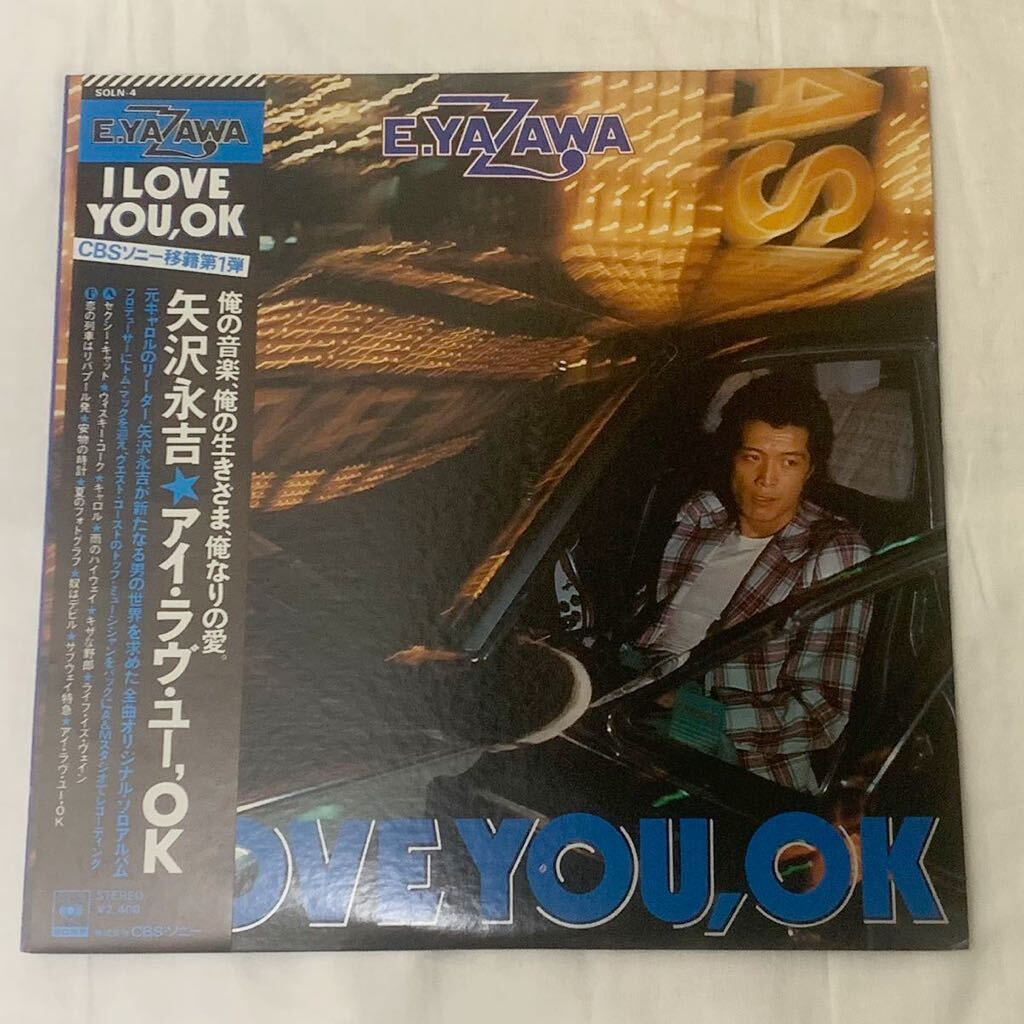 SOLN-4
E.YAZAWA
I LOVE
YOU,OK
CBSソニー移籍第1弾
俺の音楽、俺の生きざま、俺なりの愛。
矢沢永吉★アイ・ラヴ・ユー,OK
元キャロルのリーダー、矢沢永吉が新たなる男の世界を求めた全曲オリジナル・ソロアルバム
プロデューサーにトム・マックを迎え、ウエスト・コーストのトップ・ミュージシャンをバックにA&Mスタジオでレコーディング
A セクシー・キャット★ウィスキー・コーク★キャロル★雨のハイウェイ★キザな野郎★ライフ・イズ・ヴェイン
B 恋の列車はリバプール発★安物の時計★夏のフォトグラフ★奴はデビル★サブウェイ特急★アイ・ラヴ・ユー,OK
CBS
SONY
STEREO
¥2,400
CBS・ソニー
E.YAZAWA
SA
OVE YOU,OK